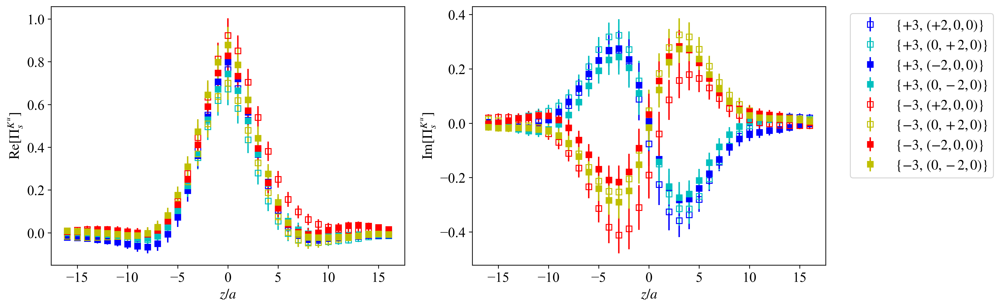 Re[Π_s^{K^u}]
1.0
0.8
0.6
0.4
0.2
0.0
−15 −10 −5 0 5 10 15
z/a
Im[Π_s^{K^u}]
0.4
0.2
0.0
−0.2
−0.4
−15 −10 −5 0 5 10 15
z/a
{+3, (+2, 0, 0)}
{+3, (0, +2, 0)}
{+3, (−2, 0, 0)}
{+3, (0, −2, 0)}
{−3, (+2, 0, 0)}
{−3, (0, +2, 0)}
{−3, (−2, 0, 0)}
{−3, (0, −2, 0)}